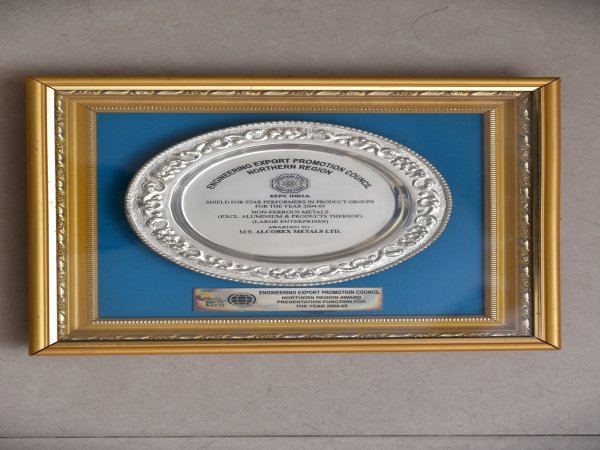 ENGINEERING EXPORT PROMOTION COUNCIL
NORTHERN REGION
EEPC INDIA
SHIELD FOR STAR PERFORMERS IN PRODUCT GROUPS
FOR THE YEAR 2004-05
NON-FERROUS METALS
(EXCL. ALUMINIUM & PRODUCTS THEREOF)
(LARGE ENTERPRISES)
AWARDED TO
M/S. ALCOBEX METALS LTD.
ENGINEERING EXPORT PROMOTION COUNCIL
NORTHERN REGION AWARD
PRESENTATION FUNCTION FOR
THE YEAR 2004-05